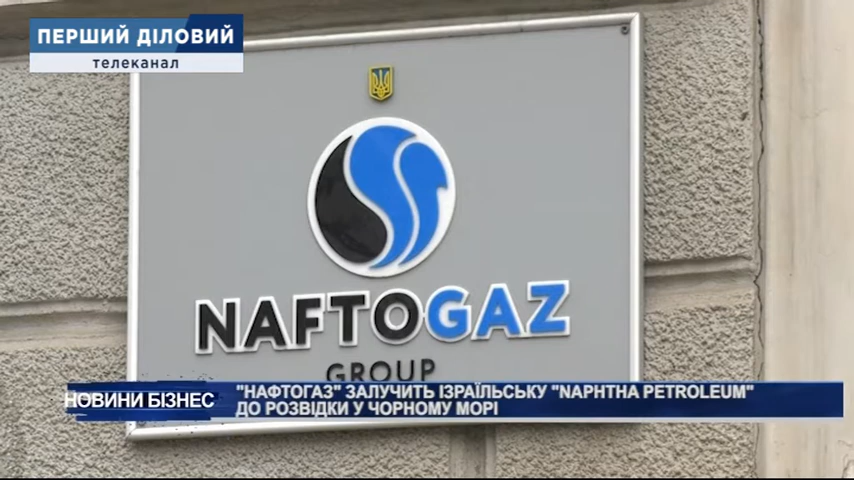 ПЕРШИЙ ДІЛОВИЙ
телеканал
NAFTOGAZ
GROUP
НОВИНИ БІЗНЕС
"НАФТОГАЗ" ЗАЛУЧИТЬ ІЗРАЇЛЬСЬКУ "NAPHTHA PETROLEUM"
ДО РОЗВІДКИ У ЧОРНОМУ МОРІ